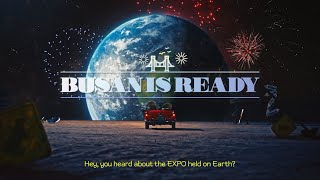 BUSAN IS READY
Hey, you heard about the EXPO held on Earth?